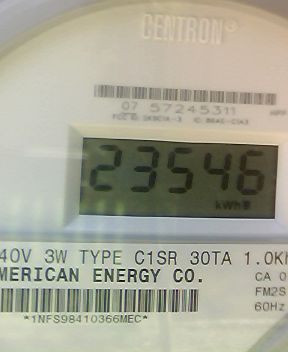 CENTRON®
07 57245311
23546
kWh
40V 3W TYPE C1SR 30TA 1.0K
MERICAN ENERGY CO.
CA 0
FM2S
60Hz
*1NFS98410366MEC*